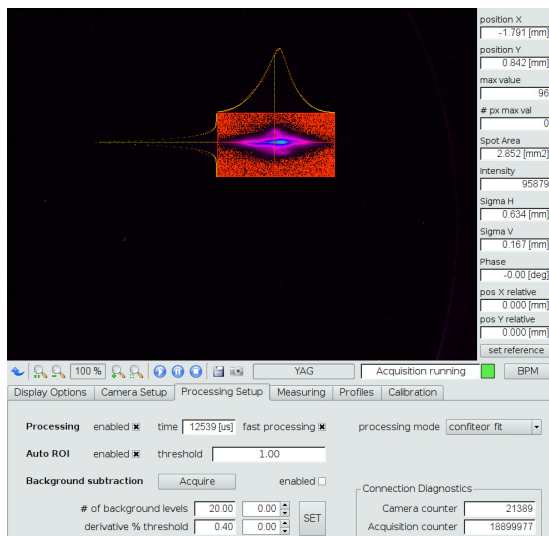 position X
-1.791 [mm]
position Y
0.842 [mm]
max value
96
# px max val
0
Spot Area
2.852 [mm2]
Intensity
95879
Sigma H
0.634 [mm]
Sigma V
0.167 [mm]
Phase
-0.00 [deg]
pos X relative
0.000 [mm]
pos Y relative
0.000 [mm]
set reference
100 % YAG Acquisition running BPM
Display Options Camera Setup Processing Setup Measuring Profiles Calibration
Processing enabled time 12539 [us] fast processing processing mode confiteor fit
Auto ROI enabled threshold 1.00
Background subtraction Acquire enabled
# of background levels 20.00 0.00
derivative % threshold 0.40 0.00
SET
Connection Diagnostics
Camera counter 21389
Acquisition counter 18899977